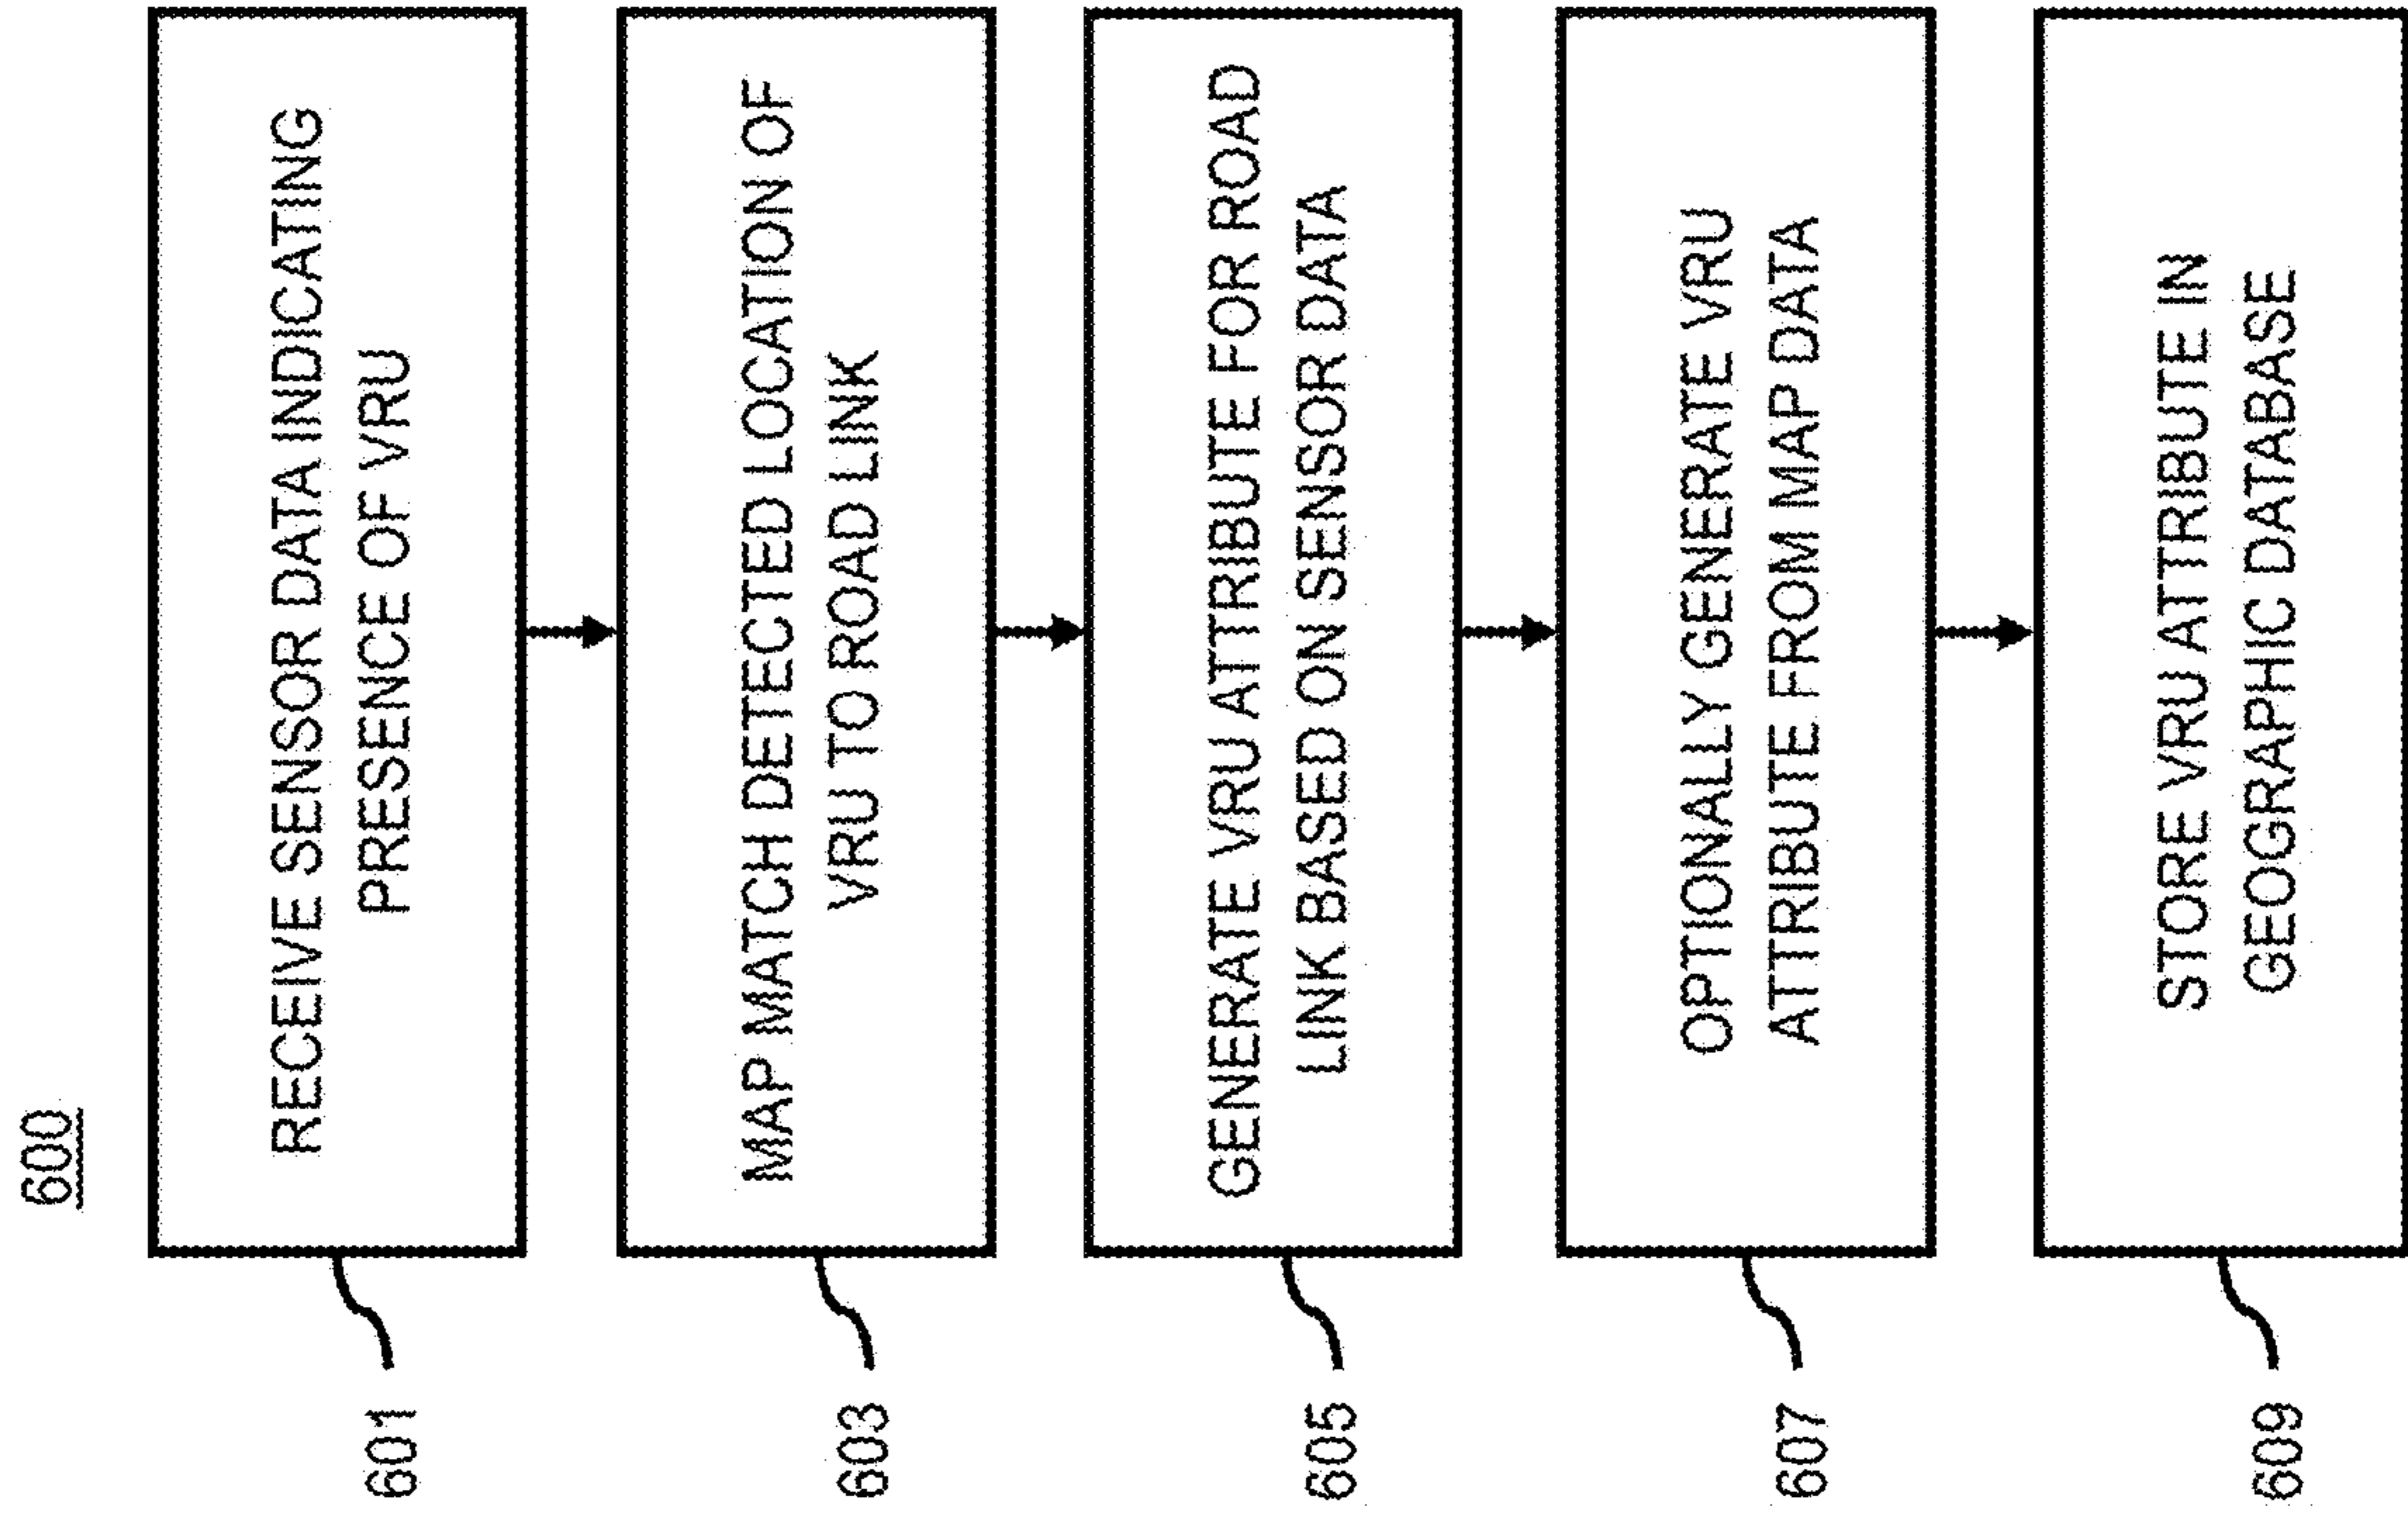 600
RECEIVE SENSOR DATA INDICATING
PRESENCE OF VRU
601
MAP MATCH DETECTED LOCATION OF
VRU TO ROAD LINK
603
GENERATE VRU ATTRIBUTE FOR ROAD
LINK BASED ON SENSOR DATA
605
OPTIONALLY GENERATE VRU
ATTRIBUTE FROM MAP DATA
607
STORE VRU ATTRIBUTE IN
GEOGRAPHIC DATABASE
609